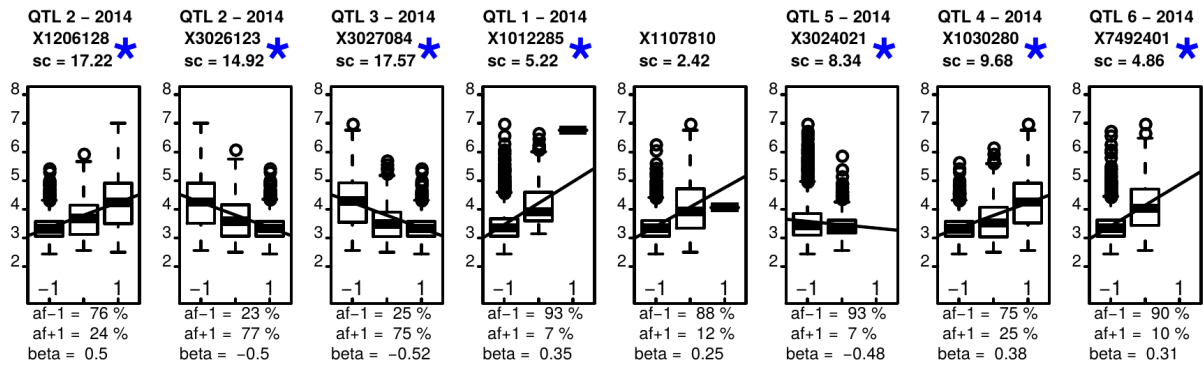 QTL 2 − 2014
X1206128
sc = 17.22 *
8
7
6
5
4
3
2
−1 1
af−1 = 76 %
af+1 = 24 %
beta = 0.5
QTL 2 − 2014
X3026123
sc = 14.92 *
8
7
6
5
4
3
2
−1 1
af−1 = 23 %
af+1 = 77 %
beta = −0.5
QTL 3 − 2014
X3027084
sc = 17.57 *
8
7
6
5
4
3
2
−1 1
af−1 = 25 %
af+1 = 75 %
beta = −0.52
QTL 1 − 2014
X1012285
sc = 5.22 *
8
7
6
5
4
3
2
−1 1
af−1 = 93 %
af+1 = 7 %
beta = 0.35
X1107810
sc = 2.42
8
7
6
5
4
3
2
−1 1
af−1 = 88 %
af+1 = 12 %
beta = 0.25
QTL 5 − 2014
X3024021
sc = 8.34 *
8
7
6
5
4
3
2
−1 1
af−1 = 93 %
af+1 = 7 %
beta = −0.48
QTL 4 − 2014
X1030280
sc = 9.68 *
8
7
6
5
4
3
2
−1 1
af−1 = 75 %
af+1 = 25 %
beta = 0.38
QTL 6 − 2014
X7492401
sc = 4.86 *
8
7
6
5
4
3
2
−1 1
af−1 = 90 %
af+1 = 10 %
beta = 0.31